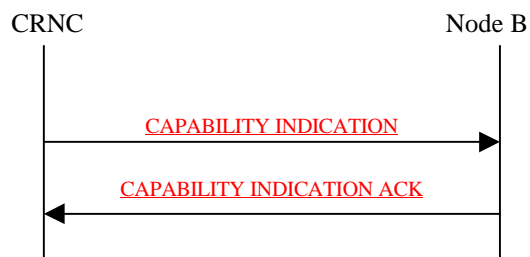 CRNC
Node B
CAPABILITY INDICATION
CAPABILITY INDICATION ACK